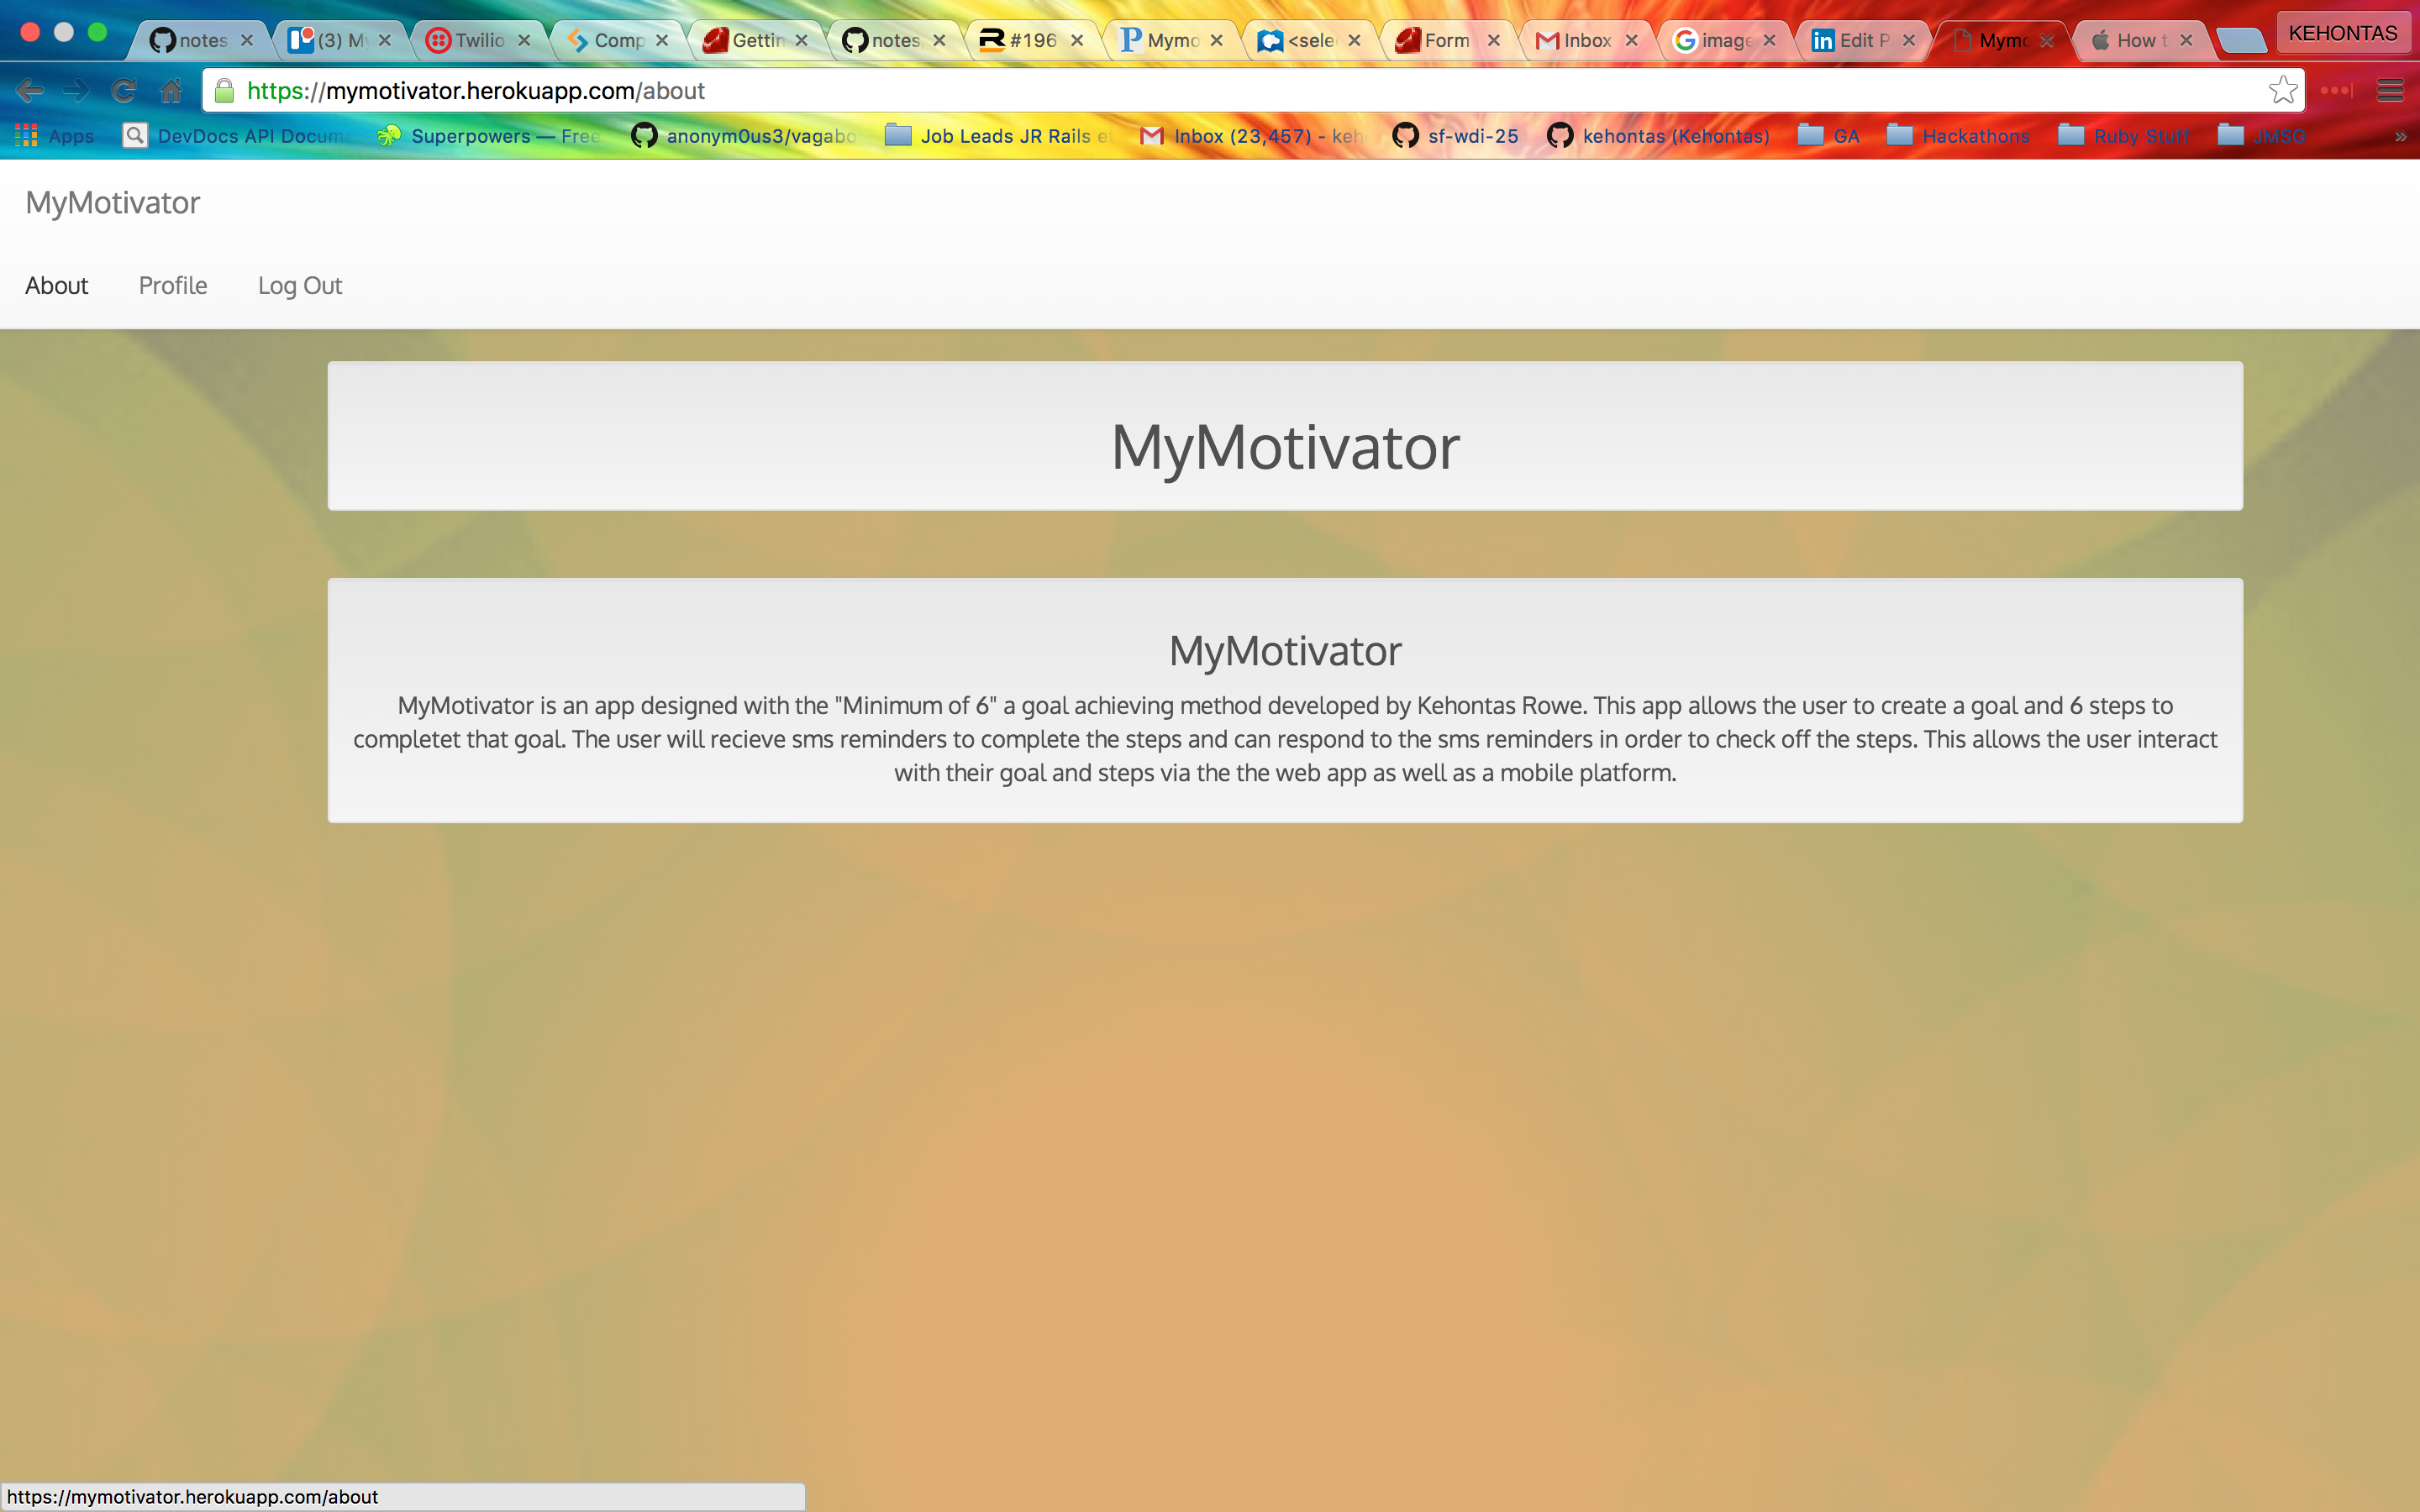 notes (3) My Twilio Comp Gettin notes #196 Mymo <sele Form Inbox image Edit P Mymo How t KEHONTAS
https://mymotivator.herokuapp.com/about
Apps DevDocs API Docum Superpowers — Free anonym0us3/vagabo Job Leads JR Rails et Inbox (23,457) - keh sf-wdi-25 kehontas (Kehontas) GA Hackathons Ruby Stuff JMSG »
MyMotivator
About Profile Log Out
MyMotivator
MyMotivator
MyMotivator is an app designed with the "Minimum of 6" a goal achieving method developed by Kehontas Rowe. This app allows the user to create a goal and 6 steps to
completet that goal. The user will recieve sms reminders to complete the steps and can respond to the sms reminders in order to check off the steps. This allows the user interact
with their goal and steps via the the web app as well as a mobile platform.
https://mymotivator.herokuapp.com/about